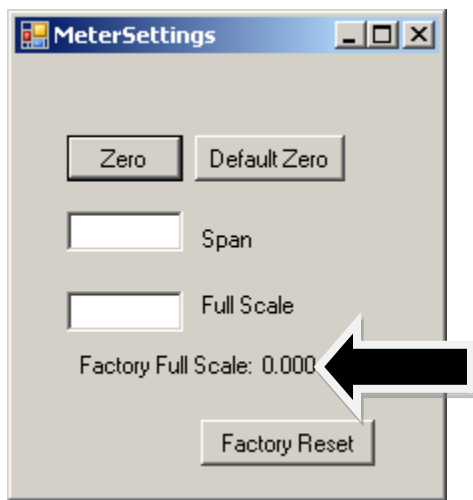 MeterSettings
Zero Default Zero
Span
Full Scale
Factory Full Scale: 0.000
Factory Reset